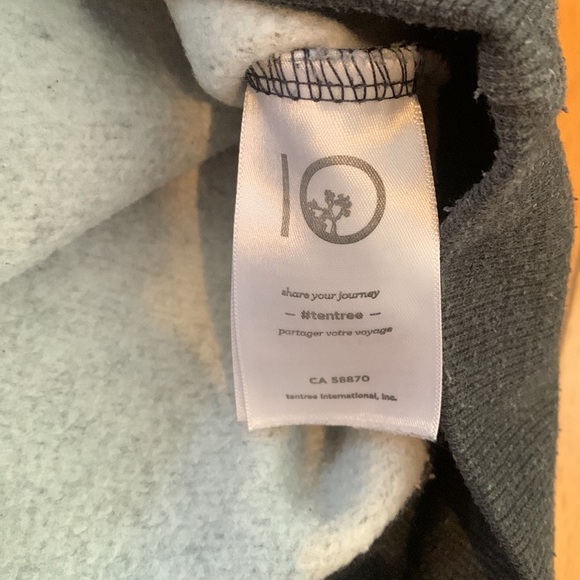 10
share your journey
— #tentree —
partager votre voyage
CA 58870
tentree international, inc.